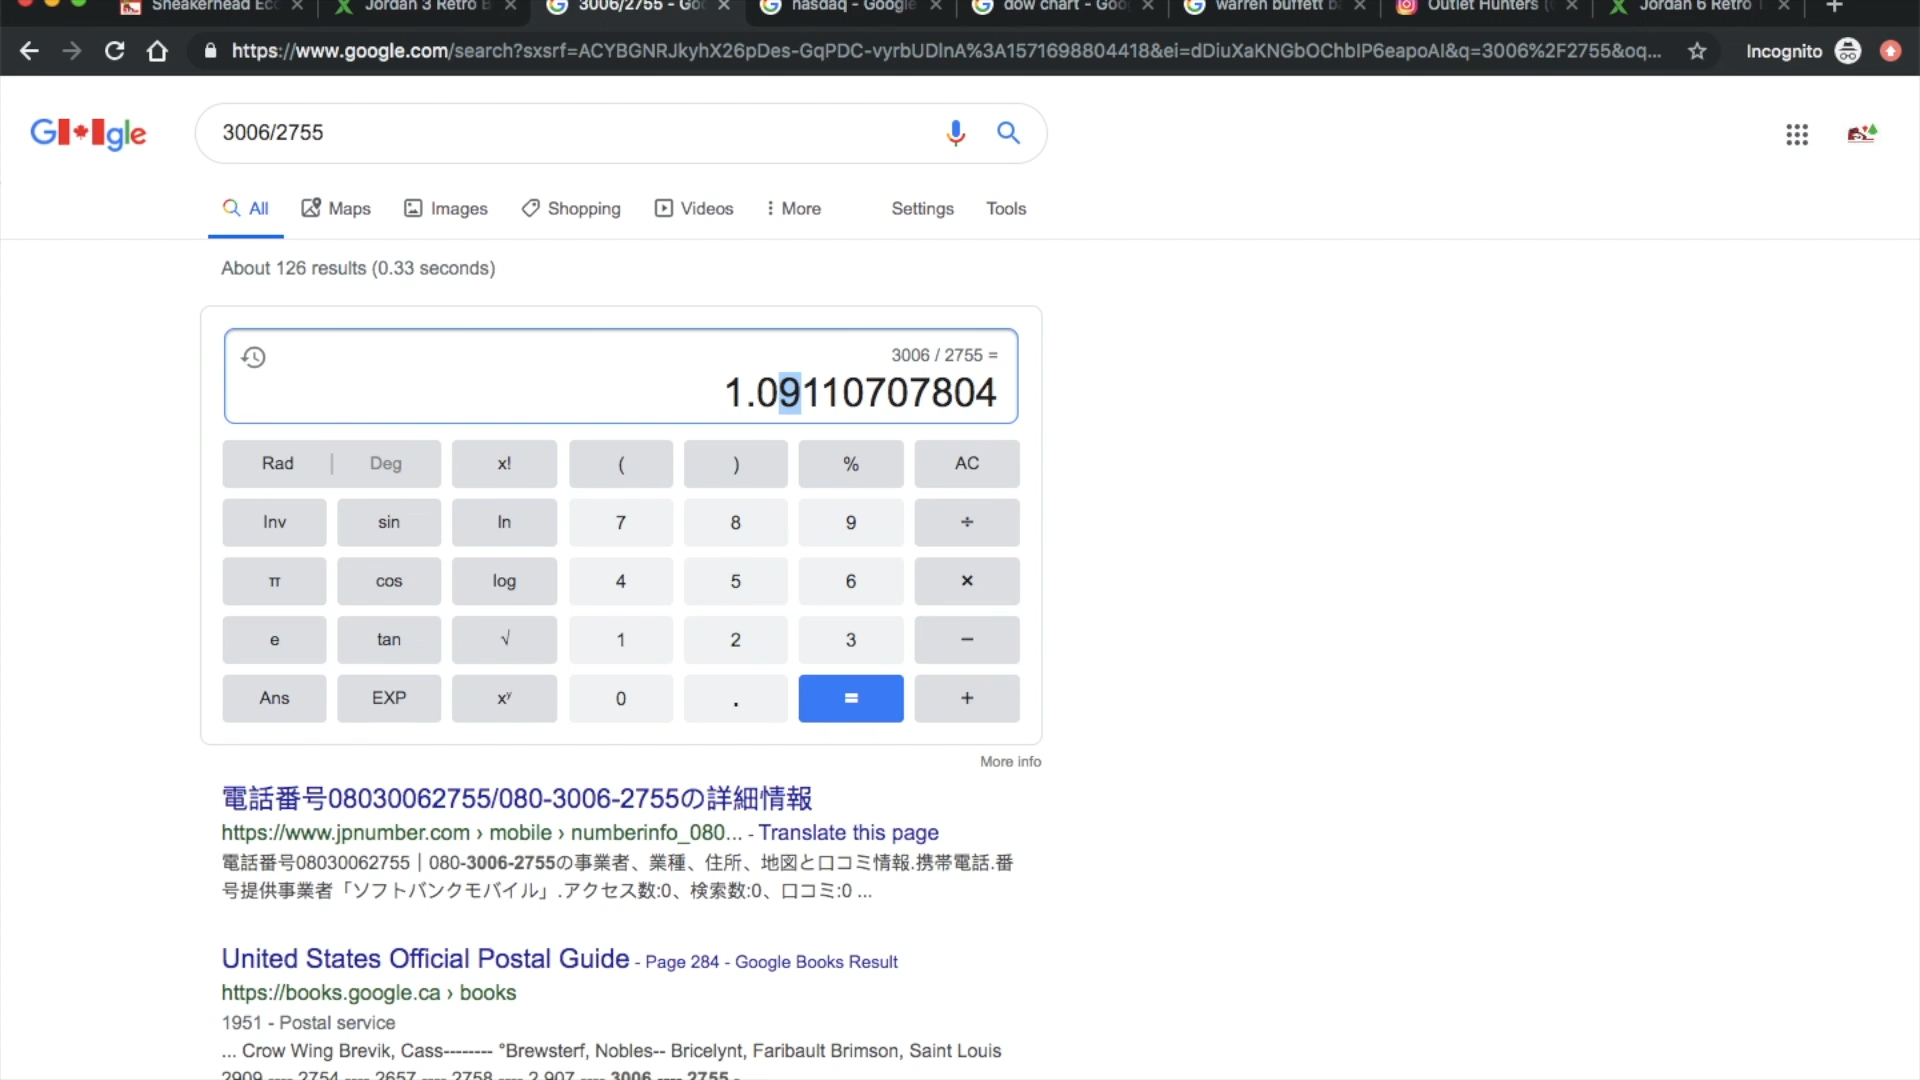 Sneakerhead Ec
Jordan 3 Retro B
3006/2755 - Goo
nasdaq - Google
dow chart - Goog
warren buffett b
Outlet Hunters (
Jordan 6 Retro
https://www.google.com/search?sxsrf=ACYBGNRJkyhX26pDes-GqPDC-vyrbUDlnA%3A1571698804418&ei=dDiuXaKNGbOChbIP6eapoAI&q=3006%2F2755&oq...
Incognito
Google
3006/2755
All
Maps
Images
Shopping
Videos
More
Settings
Tools
About 126 results (0.33 seconds)
3006 / 2755 =
1.09110707804
Rad | Deg x! ( ) % AC
Inv sin ln 7 8 9 ÷
π cos log 4 5 6 ×
e tan √ 1 2 3 −
Ans EXP xʸ 0 . = +
More info
電話番号08030062755/080-3006-2755の詳細情報
https://www.jpnumber.com › mobile › numberinfo_080... - Translate this page
電話番号08030062755｜080-3006-2755の事業者、業種、住所、地図と口コミ情報.携帯電話.番
号提供事業者「ソフトバンクモバイル」.アクセス数:0、検索数:0、口コミ:0 ...
United States Official Postal Guide - Page 284 - Google Books Result
https://books.google.ca › books
1951 - Postal service
... Crow Wing Brevik, Cass-------- °Brewsterf, Nobles-- Bricelynt, Faribault Brimson, Saint Louis
2909 ---- 2754 ---- 2657 ---- 2758 ---- 2,907 ---- 3006 ---- 2755 -